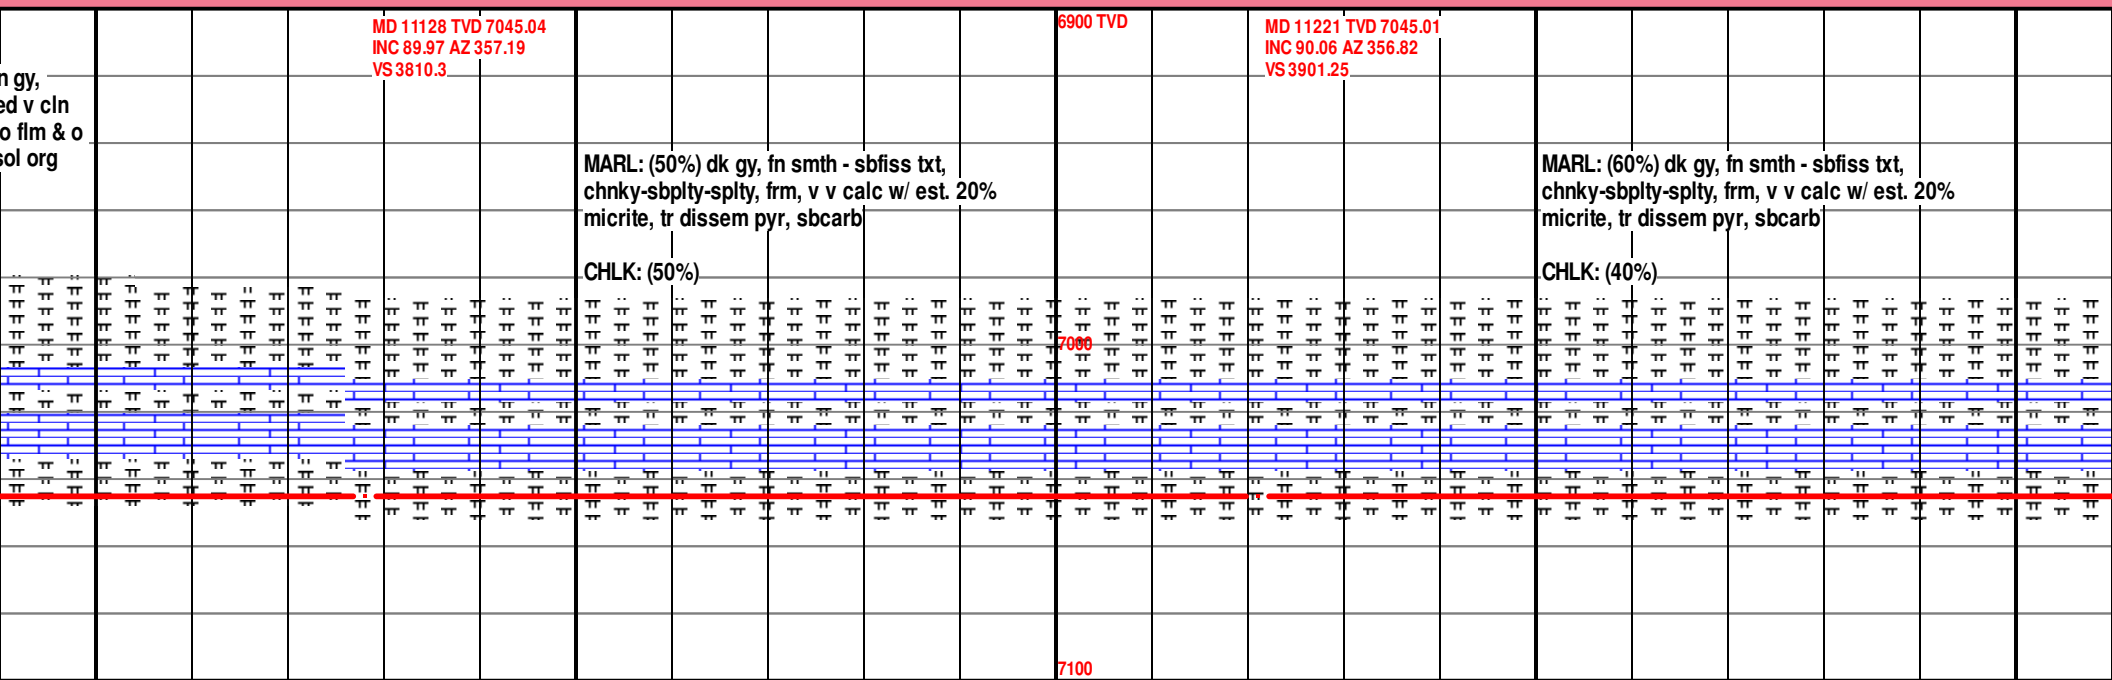 n gy,
ed v cln
o flm & o
sol org
MD 11128 TVD 7045.04
INC 89.97 AZ 357.19
VS 3810.3
MARL: (50%) dk gy, fn smth - sbfiss txt,
chnky-sbplty-splty, frm, v v calc w/ est. 20%
micrite, tr dissem pyr, sbcarb
CHLK: (50%)
6900 TVD
7000
7100
MD 11221 TVD 7045.01
INC 90.06 AZ 356.82
VS 3901.25
MARL: (60%) dk gy, fn smth - sbfiss txt,
chnky-sbplty-splty, frm, v v calc w/ est. 20%
micrite, tr dissem pyr, sbcarb
CHLK: (40%)